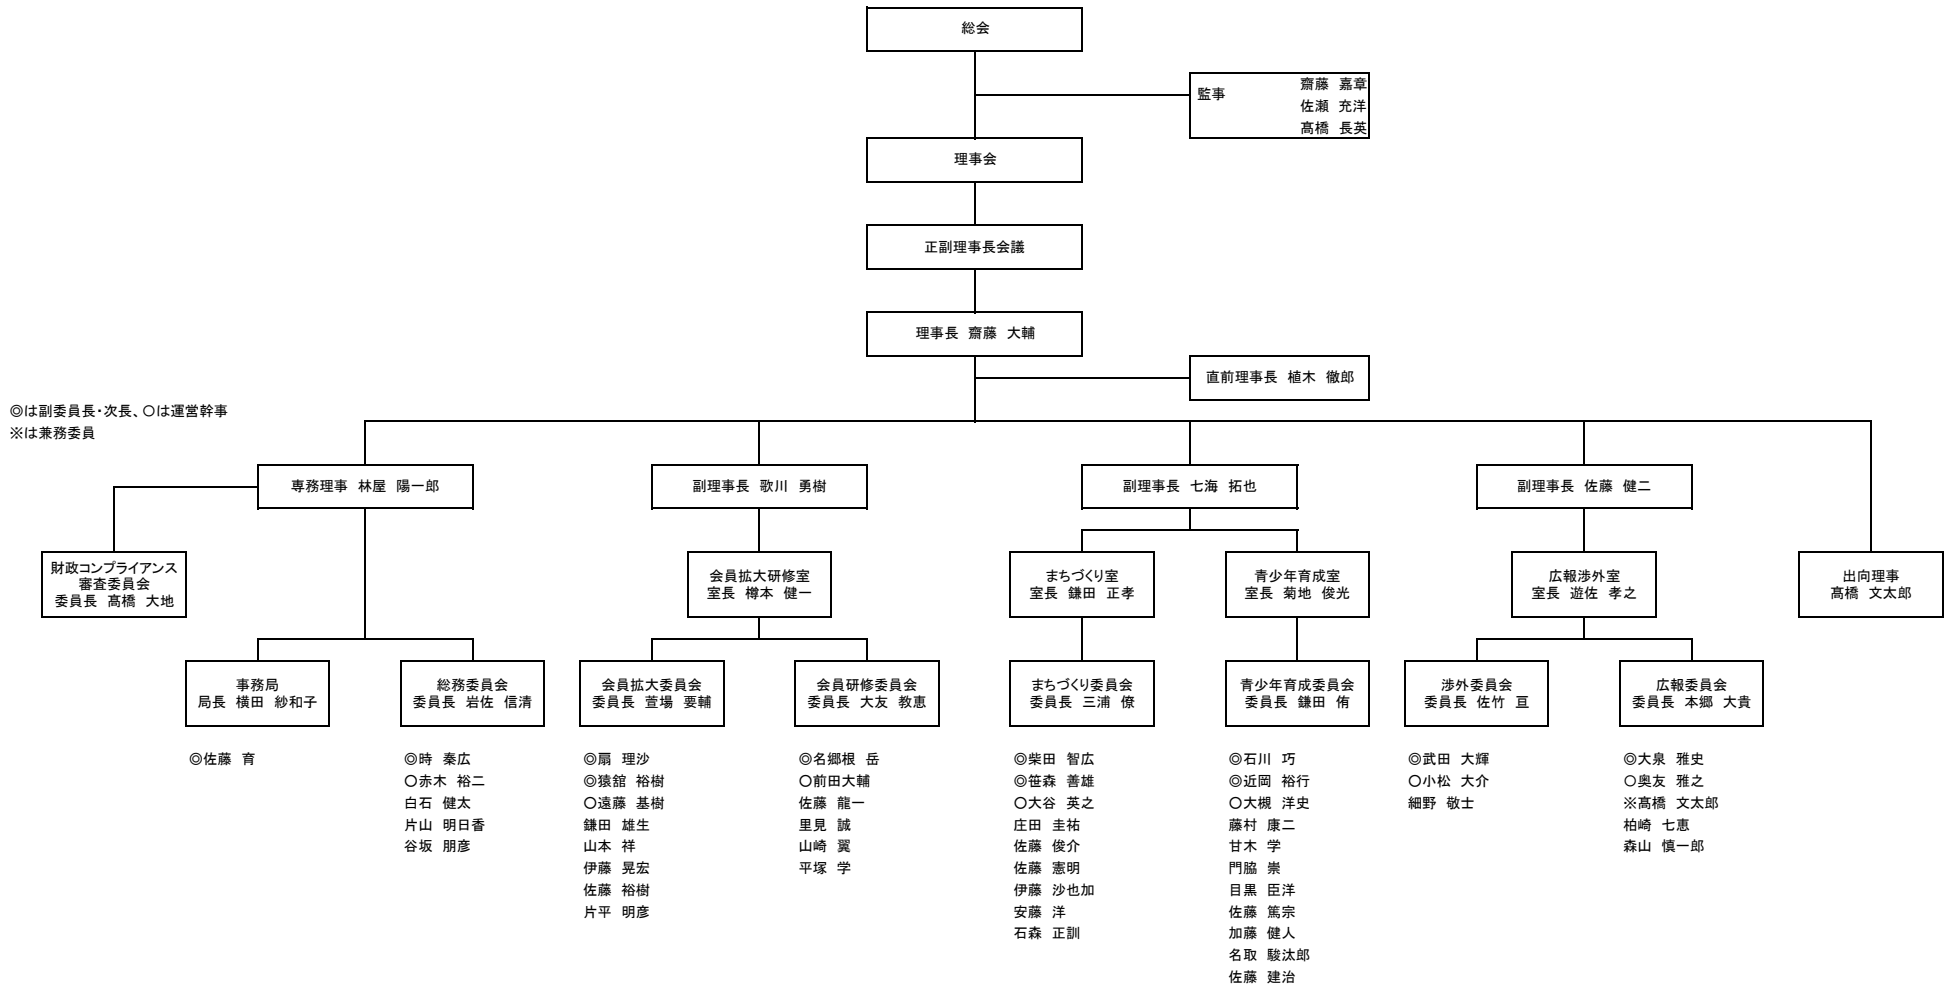 総会
監事
齋藤 嘉章
佐瀬 充洋
髙橋 長英
理事会
正副理事長会議
理事長 齋藤 大輔
直前理事長 植木 徹郎
◎は副委員長・次長、〇は運営幹事
※は兼務委員
専務理事 林屋 陽一郎
副理事長 歌川 勇樹
副理事長 七海 拓也
副理事長 佐藤 健二
財政コンプライアンス
審査委員会
委員長 髙橋 大地
会員拡大研修室
室長 樽本 健一
まちづくり室
室長 鎌田 正孝
青少年育成室
室長 菊地 俊光
広報渉外室
室長 遊佐 孝之
出向理事
髙橋 文太郎
事務局
局長 横田 紗和子
総務委員会
委員長 岩佐 信清
会員拡大委員会
委員長 萱場 要輔
会員研修委員会
委員長 大友 教恵
まちづくり委員会
委員長 三浦 僚
青少年育成委員会
委員長 鎌田 侑
渉外委員会
委員長 佐竹 亘
広報委員会
委員長 本郷 大貴
◎佐藤 育
◎時 秦広
〇赤木 裕二
白石 健太
片山 明日香
谷坂 朋彦
◎扇 理沙
◎猿舘 裕樹
〇遠藤 基樹
鎌田 雄生
山本 祥
伊藤 晃宏
佐藤 裕樹
片平 明彦
◎名郷根 岳
〇前田大輔
佐藤 龍一
里見 誠
山崎 翼
平塚 学
◎柴田 智広
◎笹森 善雄
〇大谷 英之
庄田 圭祐
佐藤 俊介
佐藤 憲明
伊藤 沙也加
安藤 洋
石森 正訓
◎石川 巧
◎近岡 裕行
〇大槻 洋史
藤村 康二
甘木 学
門脇 崇
目黒 臣洋
佐藤 篤宗
加藤 健人
名取 駿汰郎
佐藤 建治
◎武田 大輝
〇小松 大介
細野 敬士
◎大泉 雅史
〇奥友 雅之
※髙橋 文太郎
柏崎 七恵
森山 慎一郎